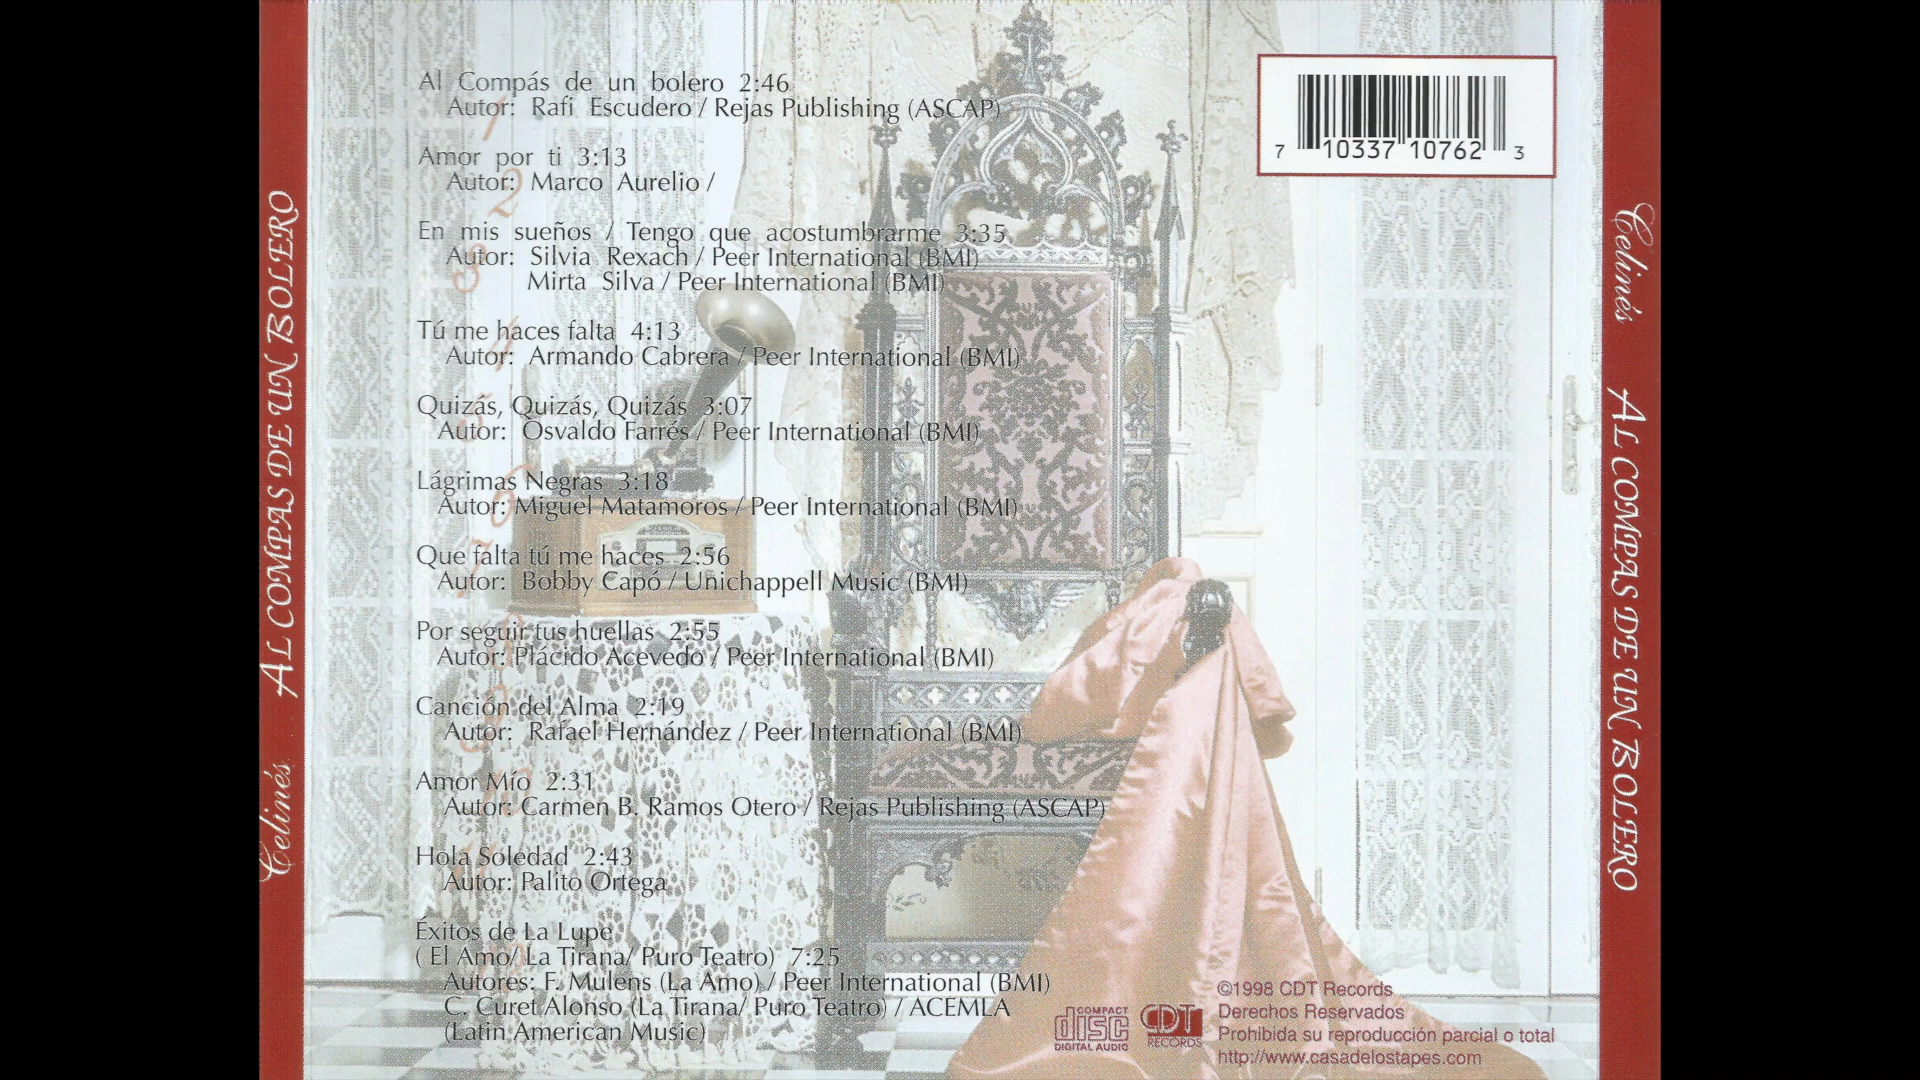 Al Compás de un bolero 2:46
Autor: Rafi Escudero / Rejas Publishing (ASCAP)
Amor por ti 3:13
Autor: Marco Aurelio /
En mis sueños / Tengo que acostumbrarme 3:35
Autor: Silvia Rexach / Peer International (BMI)
Mirta Silva / Peer International (BMI)
Tú me haces falta 4:13
Autor: Armando Cabrera / Peer International (BMI)
Quizás, Quizás, Quizás 3:07
Autor: Osvaldo Farrés / Peer International (BMI)
Lágrimas Negras 3:18
Autor: Miguel Matamoros / Peer International (BMI)
Que falta tú me haces 2:56
Autor: Bobby Capó / Unichappell Music (BMI)
Por seguir tus huellas 2:55
Autor: Plácido Acevedo / Peer International (BMI)
Canción del Alma 2:19
Autor: Rafael Hernández / Peer International (BMI)
Amor Mío 2:31
Autor: Carmen B. Ramos Otero / Rejas Publishing (ASCAP)
Hola Soledad 2:43
Autor: Palito Ortega
Éxitos de La Lupe
( El Amo/ La Tirana/ Puro Teatro) 7:25
Autores: F. Mulens (La Amo) / Peer International (BMI)
C. Curet Alonso (La Tirana/ Puro Teatro) / ACEMLA
(Latin American Music)
7 10337 10762 3
Celinés AL COMPAS DE UN BOLERO
Celinés AL COMPAS DE UN BOLERO
COMPACT
disc
DIGITAL AUDIO
CDT
RECORDS
©1998 CDT Records
Derechos Reservados
Prohibida su reproducción parcial o total
http://www.casadelostapes.com